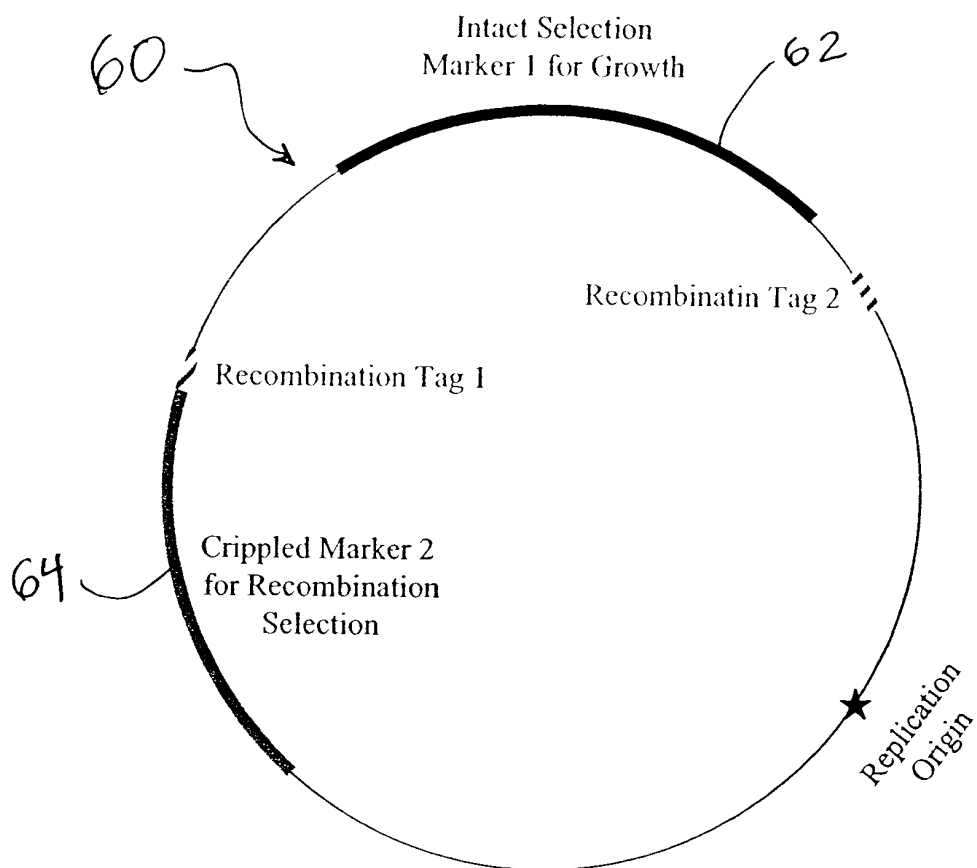 Intact Selection
Marker 1 for Growth
60
62
Recombinatin Tag 2
Recombination Tag 1
Crippled Marker 2
for Recombination
Selection
64
Replication
Origin